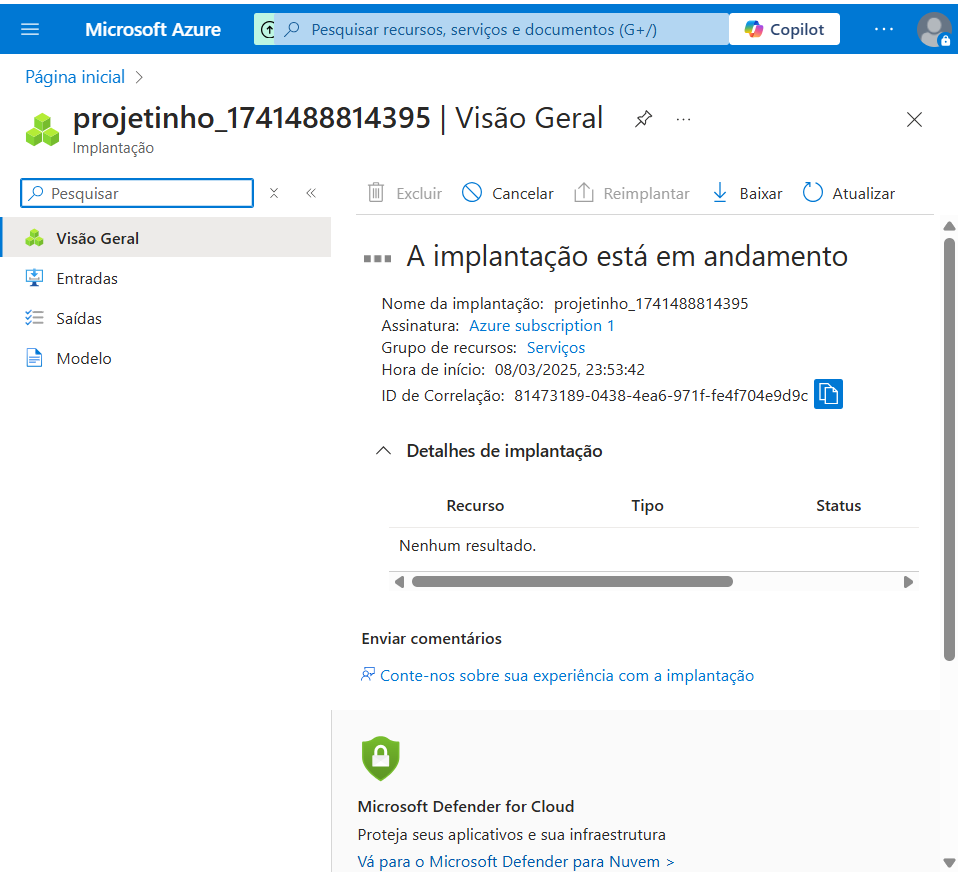 Microsoft Azure
Pesquisar recursos, serviços e documentos (G+/)
Copilot
Página inicial
projetinho_1741488814395 | Visão Geral
Implantação
Pesquisar
Excluir
Cancelar
Reimplantar
Baixar
Atualizar
Visão Geral
Entradas
Saídas
Modelo
A implantação está em andamento
Nome da implantação: projetinho_1741488814395
Assinatura: Azure subscription 1
Grupo de recursos: Serviços
Hora de início: 08/03/2025, 23:53:42
ID de Correlação: 81473189-0438-4ea6-971f-fe4f704e9d9c
Detalhes de implantação
Recurso Tipo Status
Nenhum resultado.
Enviar comentários
Conte-nos sobre sua experiência com a implantação
Microsoft Defender for Cloud
Proteja seus aplicativos e sua infraestrutura
Vá para o Microsoft Defender para Nuvem >